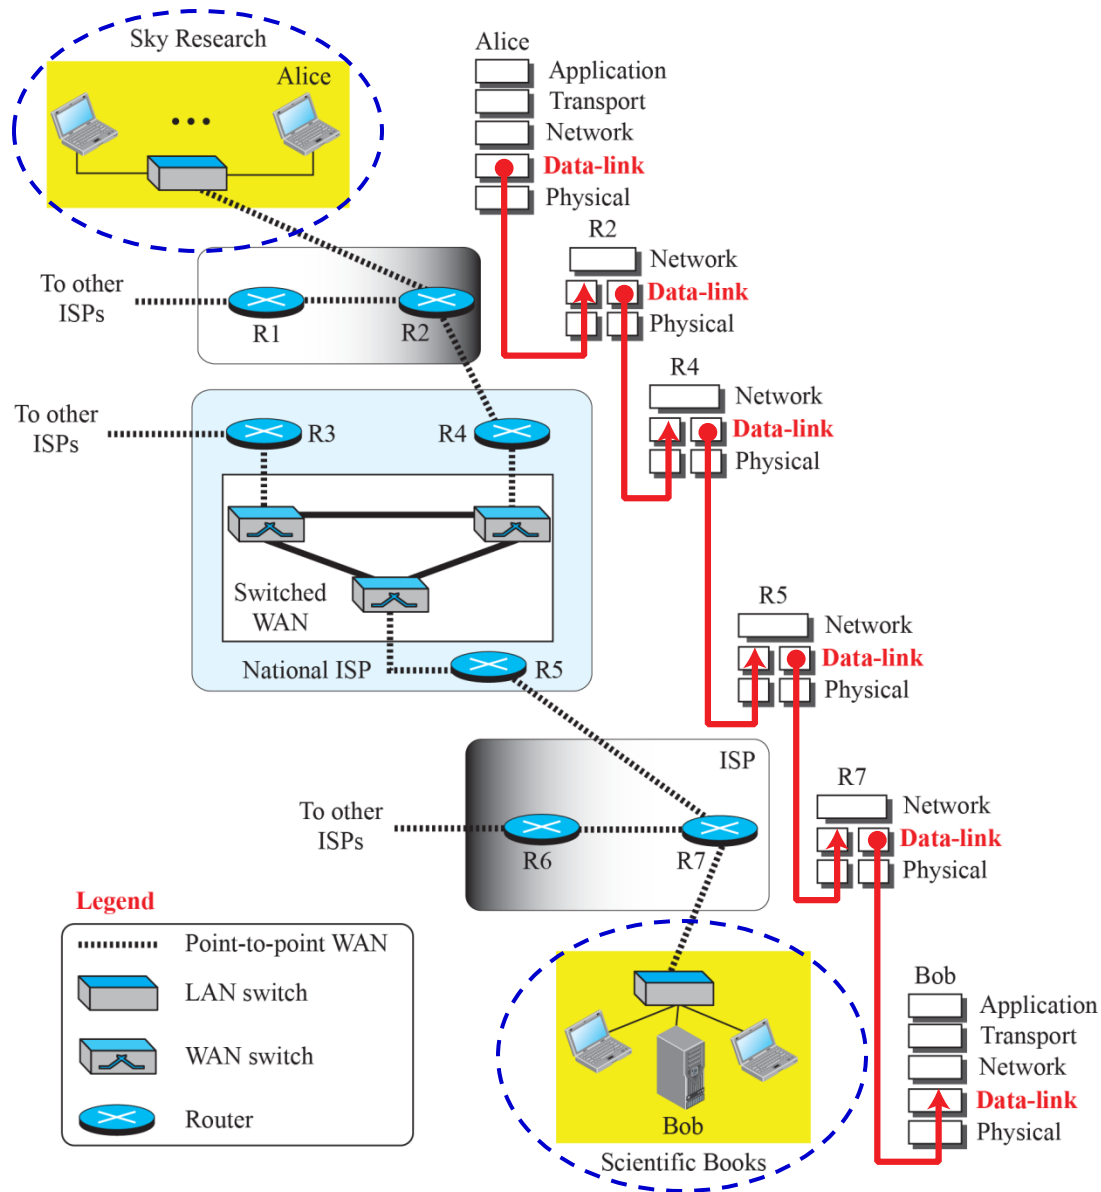 Sky Research
Alice
Alice
Application
Transport
Network
Data-link
Physical
R2
Network
Data-link
Physical
To other
ISPs
R1
R2
R4
Network
Data-link
Physical
To other
ISPs
R3
R4
Switched
WAN
National ISP
R5
R5
Network
Data-link
Physical
ISP
To other
ISPs
R6
R7
R7
Network
Data-link
Physical
Legend
Point-to-point WAN
LAN switch
WAN switch
Router
Bob
Scientific Books
Bob
Application
Transport
Network
Data-link
Physical